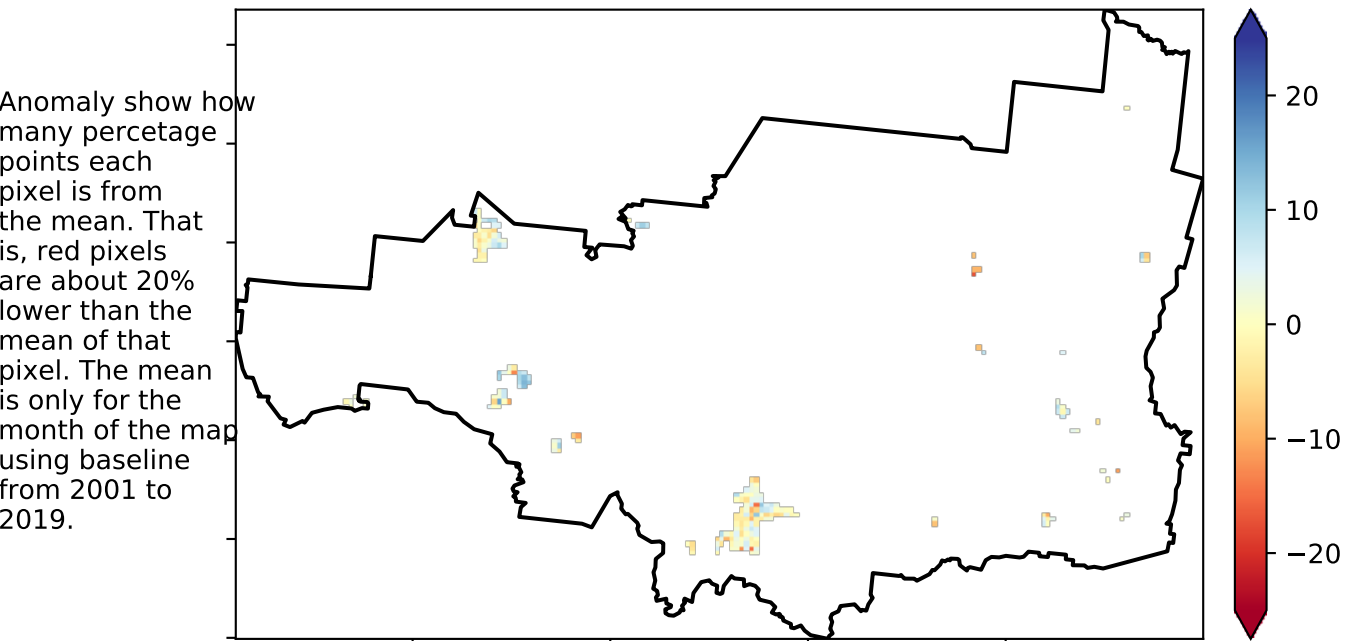 Anomaly show how
many percetage
points each
pixel is from
the mean. That
is, red pixels
are about 20%
lower than the
mean of that
pixel. The mean
is only for the
month of the map
using baseline
from 2001 to
2019.
20
10
0
−10
−20